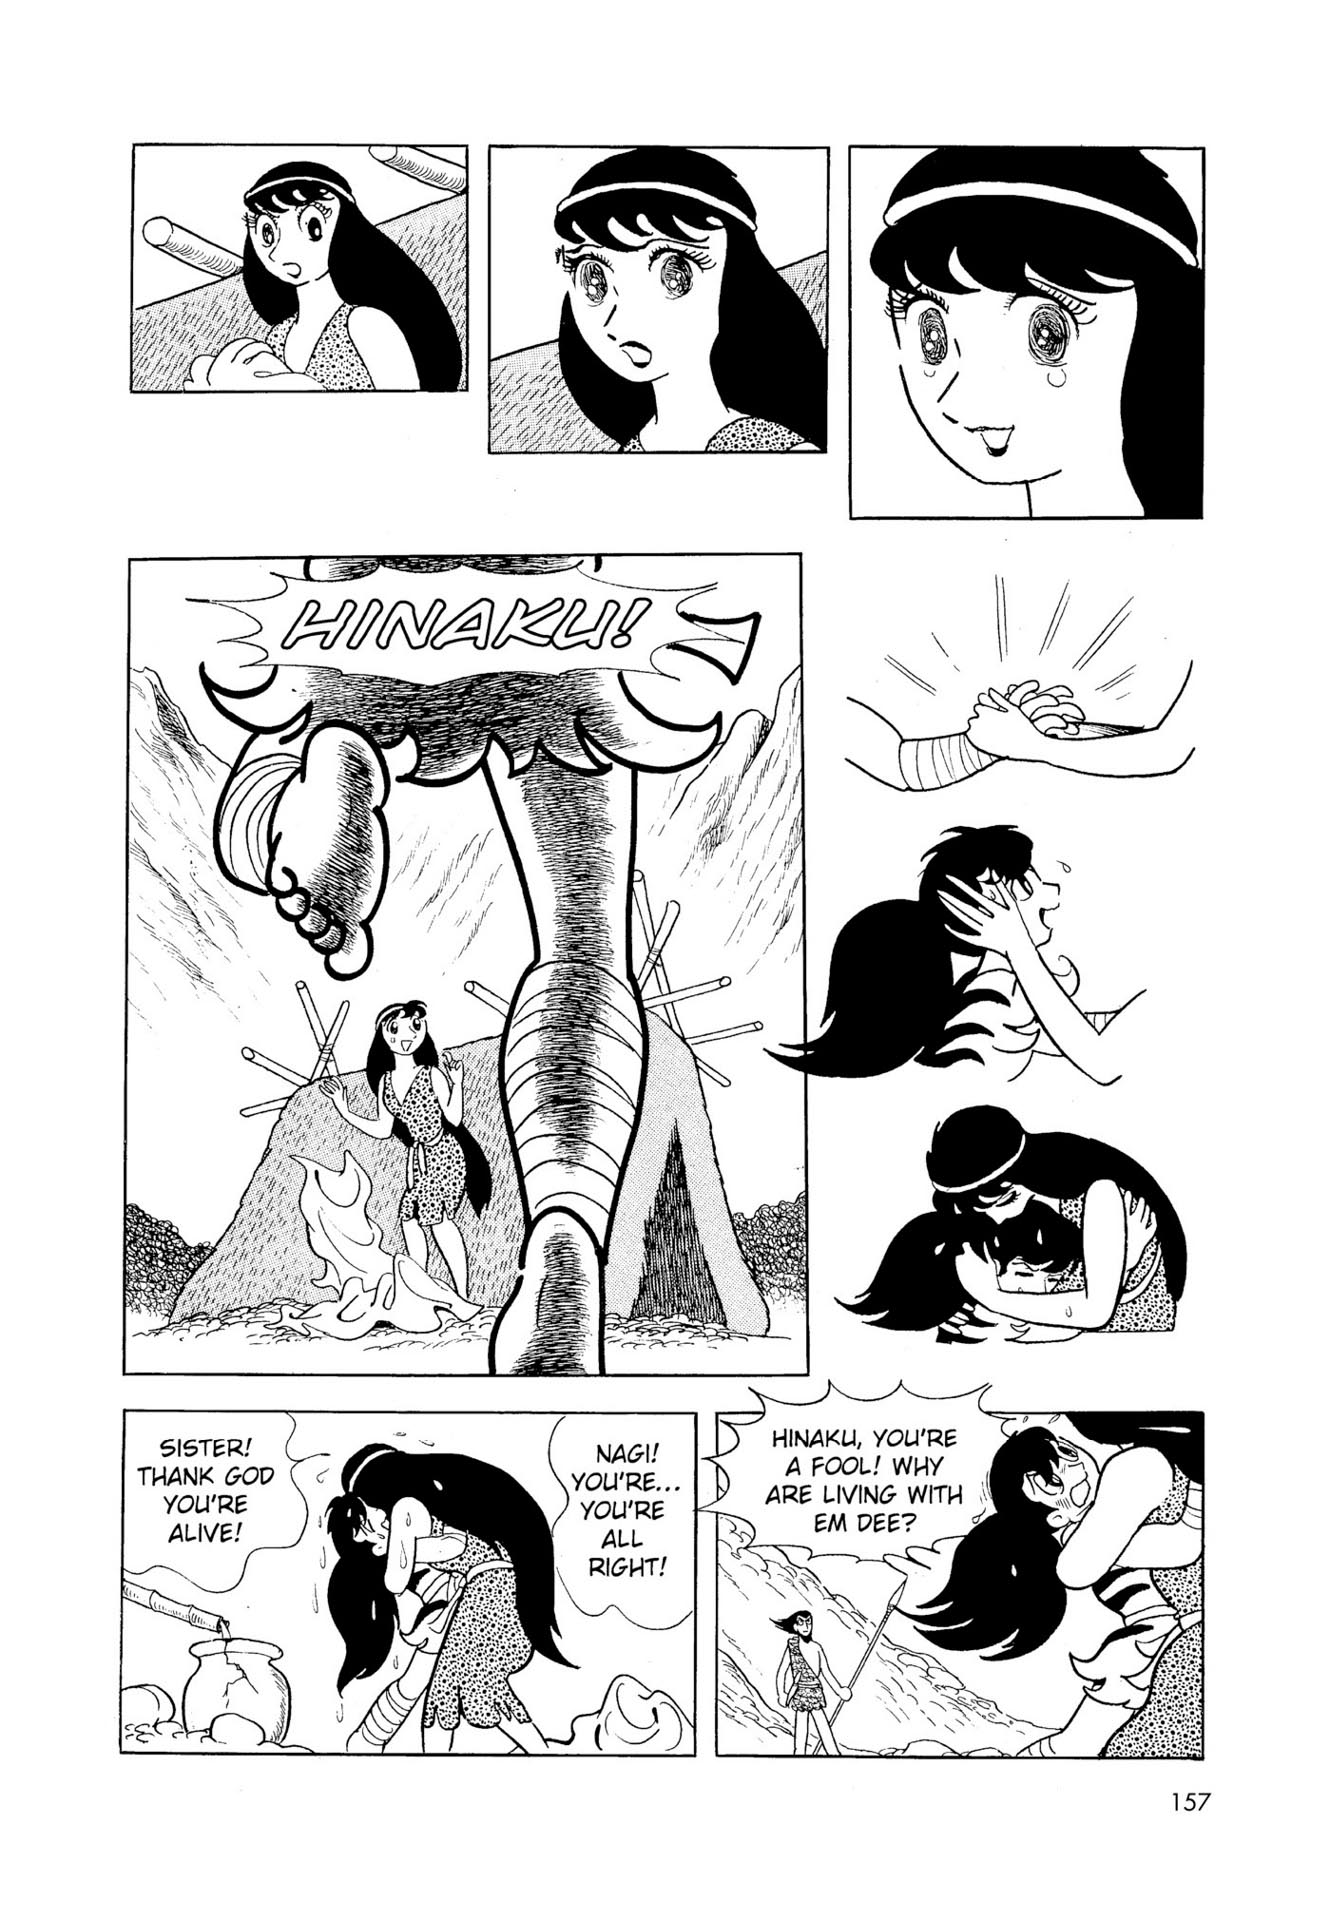 HINAKU!
SISTER!
THANK GOD
YOU'RE
ALIVE!
NAGI!
YOU'RE...
YOU'RE
ALL
RIGHT!
HINAKU, YOU'RE
A FOOL! WHY
ARE LIVING WITH
EM DEE?
157